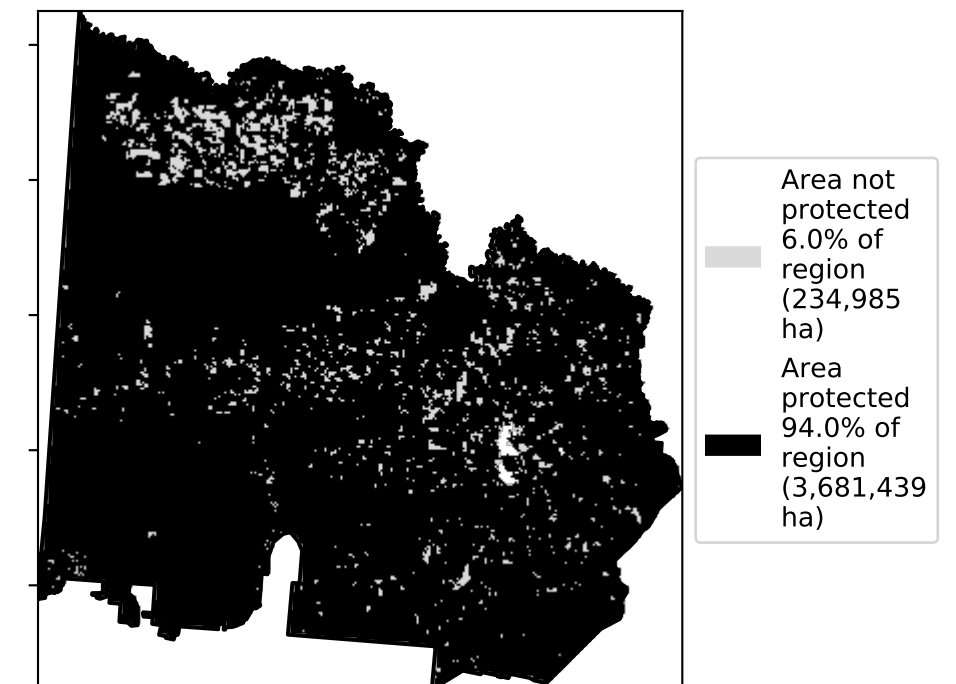 Area not
protected
6.0% of
region
(234,985
ha)
Area
protected
94.0% of
region
(3,681,439
ha)